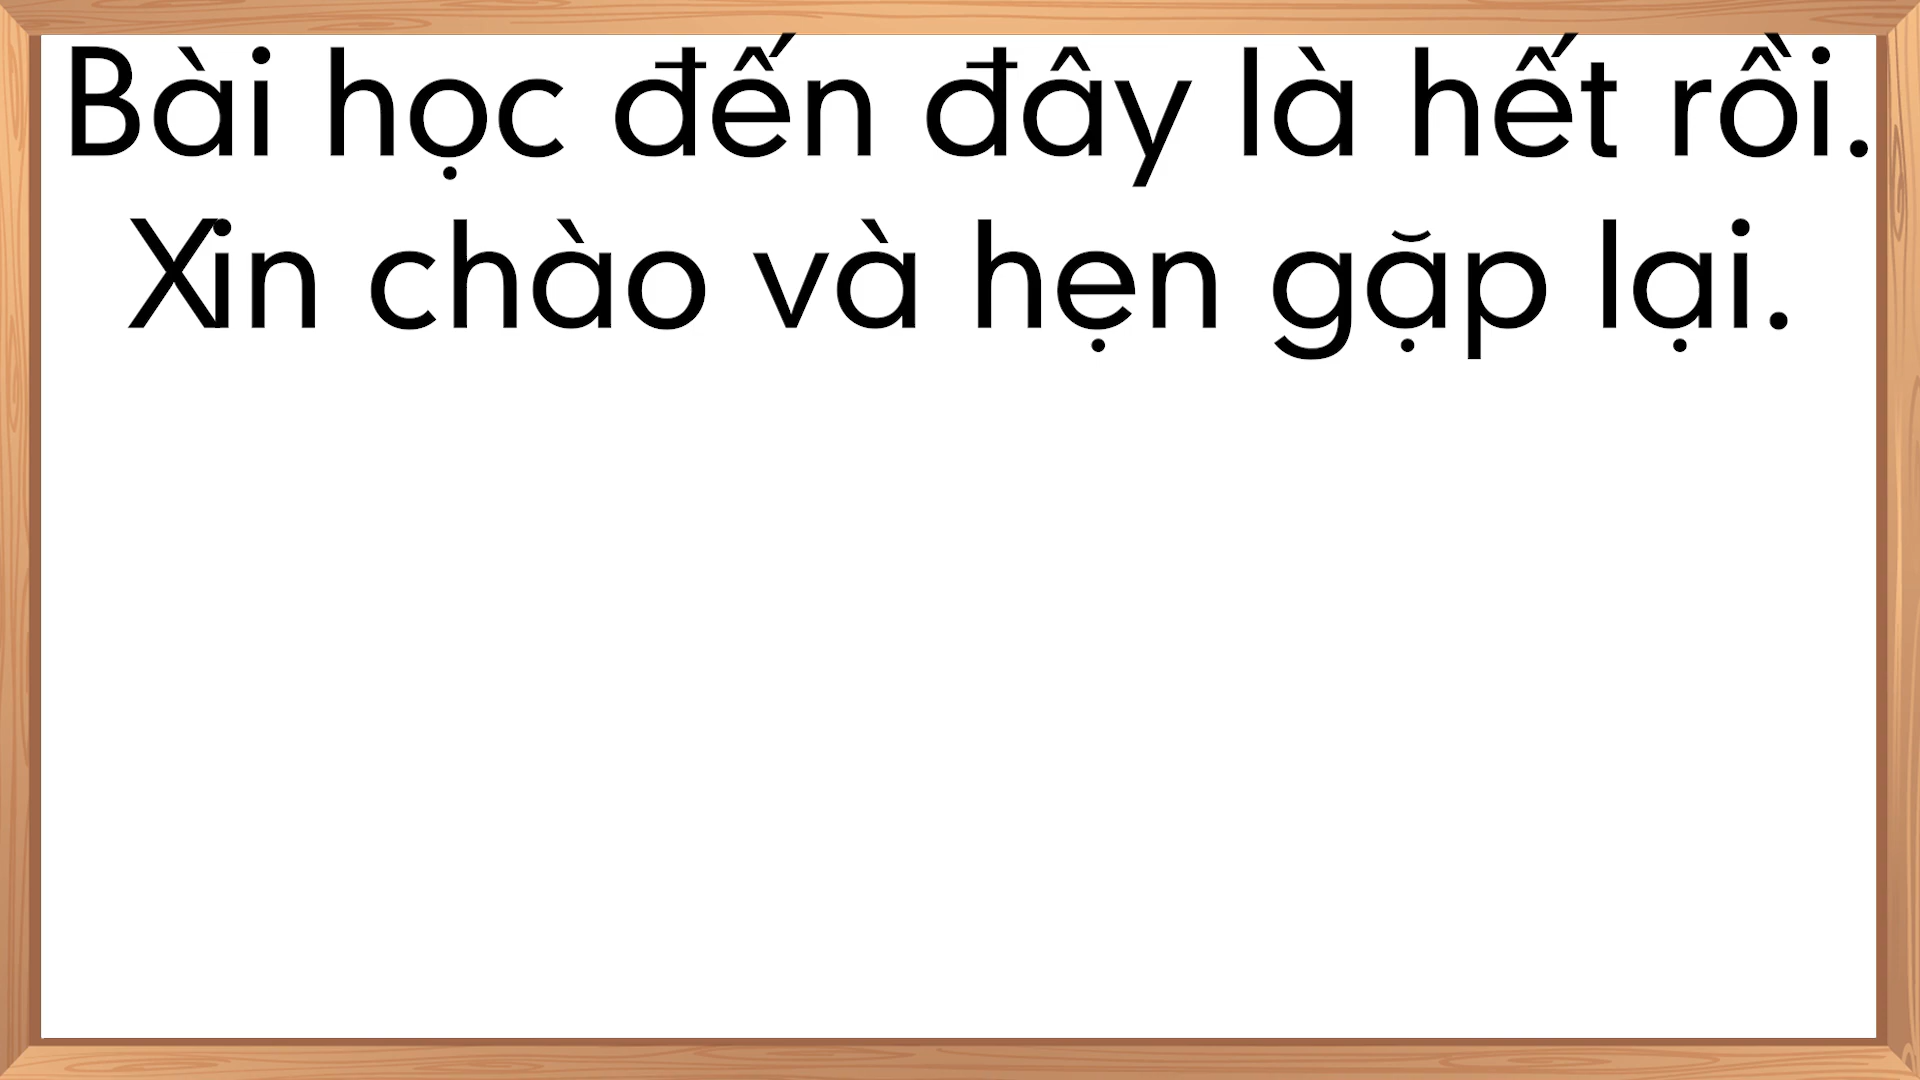 Bài học đến đây là hết rồi.
Xin chào và hẹn gặp lại.